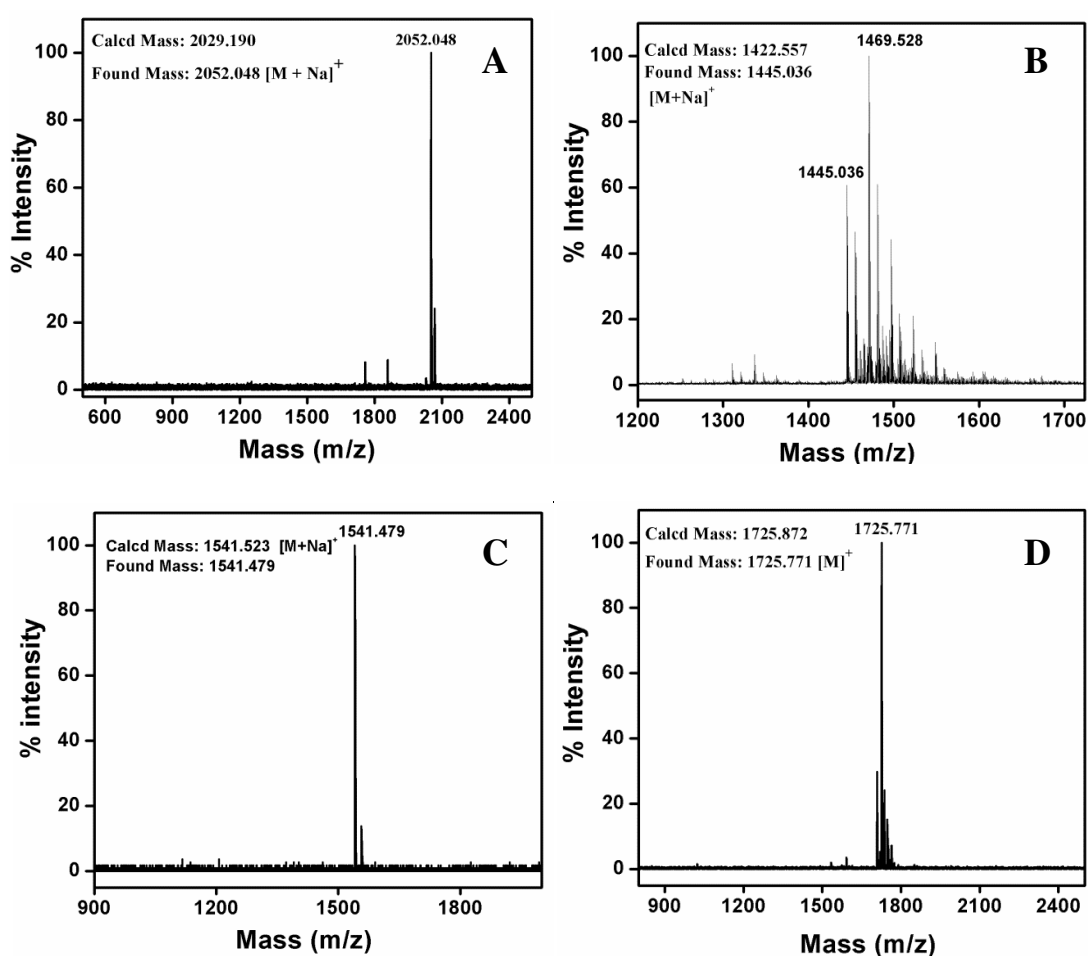 Calcd Mass: 2029.190
2052.048
Found Mass: 2052.048 [M + Na]+
A
100
80
60
40
20
0
% Intensity
500 900 1200 1500 1800 2100 2400
Mass (m/z)
Calcd Mass: 1422.557
1469.528
Found Mass: 1445.036
[M+Na]+
B
1445.036
100
80
60
40
20
0
% Intensity
1200 1300 1400 1500 1600 1700
Mass (m/z)
Calcd Mass: 1541.523 [M+Na]+
1541.479
Found Mass: 1541.479
C
100
80
60
40
20
0
% intensity
900 1200 1500 1800
Mass (m/z)
Calcd Mass: 1725.872
1725.771
Found Mass: 1725.771 [M]+
D
100
80
60
40
20
0
% Intensity
900 1200 1500 1800 2100 2400
Mass (m/z)